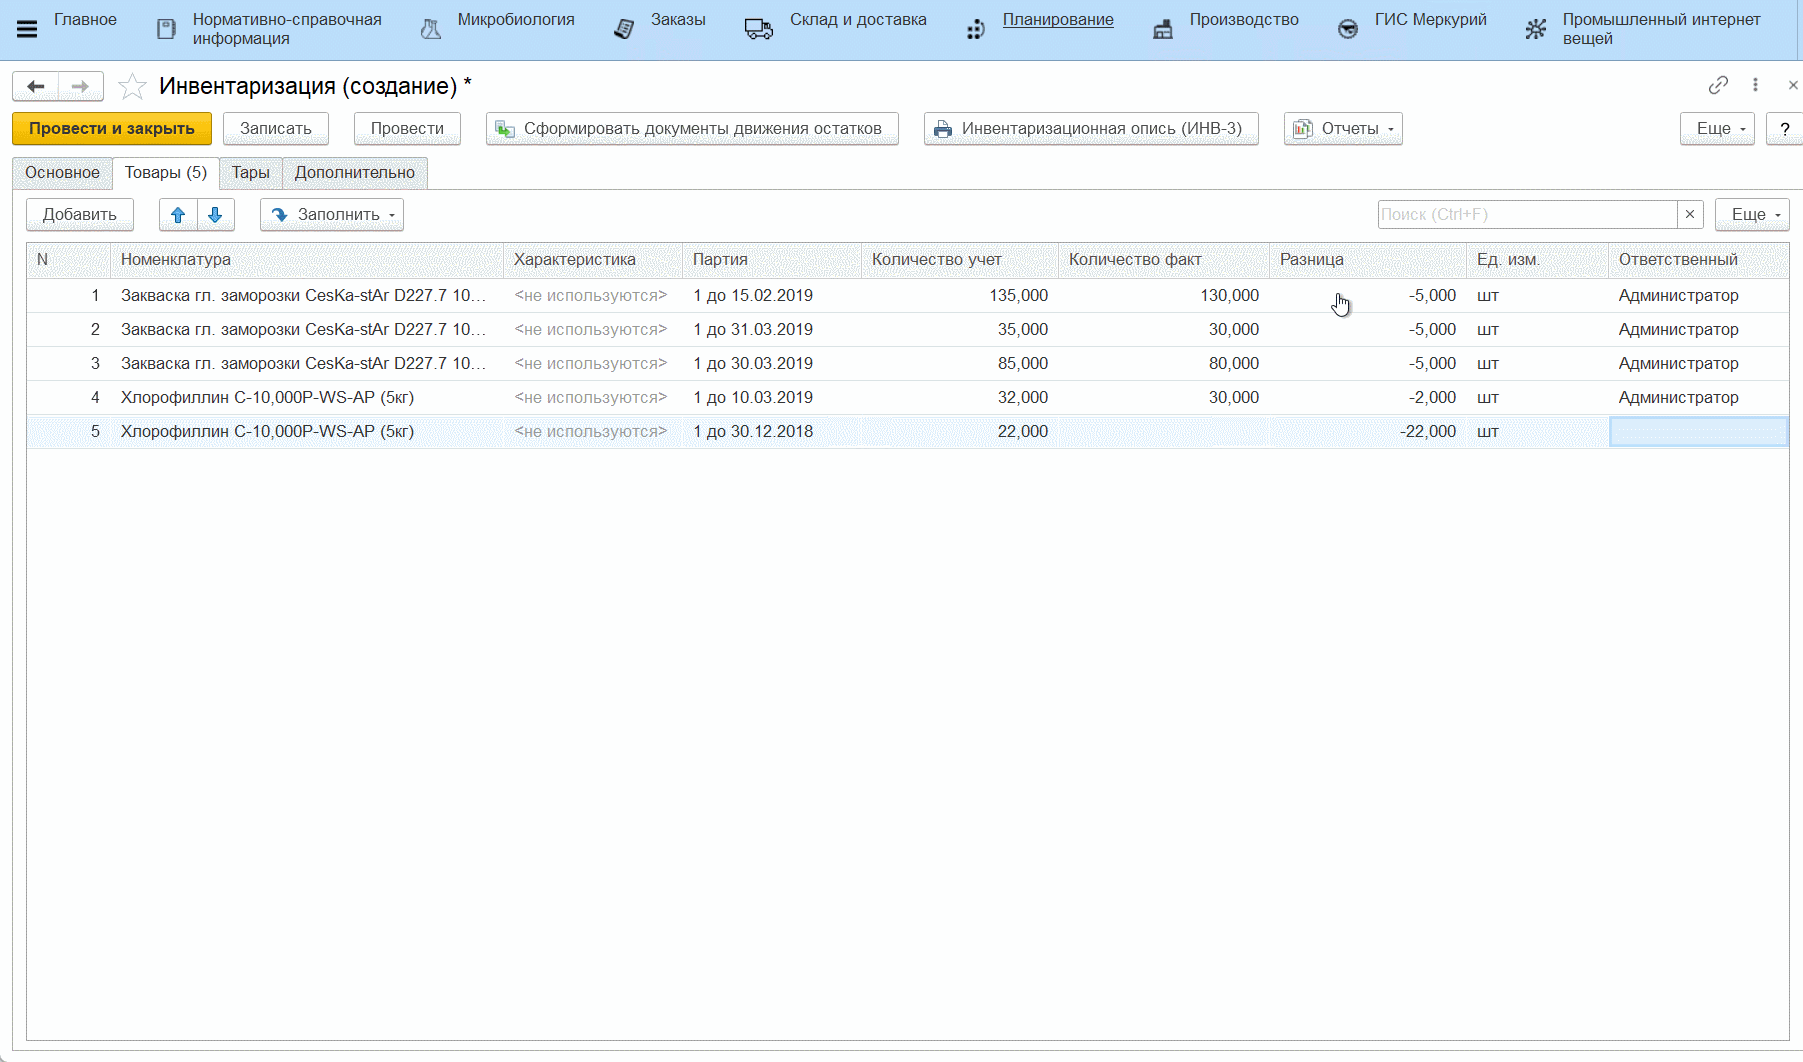 Главное
Нормативно-справочная
информация
Микробиология
Заказы
Склад и доставка
Планирование
Производство
ГИС Меркурий
Промышленный интернет
вещей
Инвентаризация (создание) *
Провести и закрыть
Записать
Провести
Сформировать документы движения остатков
Инвентаризационная опись (ИНВ-3)
Отчеты
Еще
?
Основное
Товары (5)
Тары
Дополнительно
Добавить
Заполнить
Поиск (Ctrl+F)
×
Еще
N Номенклатура Характеристика Партия Количество учет Количество факт Разница Ед. изм. Ответственный
1 Закваска гл. заморозки CesKa-stAr D227.7 10... <не используются> 1 до 15.02.2019 135,000 130,000 -5,000 шт Администратор
2 Закваска гл. заморозки CesKa-stAr D227.7 10... <не используются> 1 до 31.03.2019 35,000 30,000 -5,000 шт Администратор
3 Закваска гл. заморозки CesKa-stAr D227.7 10... <не используются> 1 до 30.03.2019 85,000 80,000 -5,000 шт Администратор
4 Хлорофиллин С-10,000P-WS-AP (5кг) <не используются> 1 до 10.03.2019 32,000 30,000 -2,000 шт Администратор
5 Хлорофиллин С-10,000P-WS-AP (5кг) <не используются> 1 до 30.12.2018 22,000 -22,000 шт